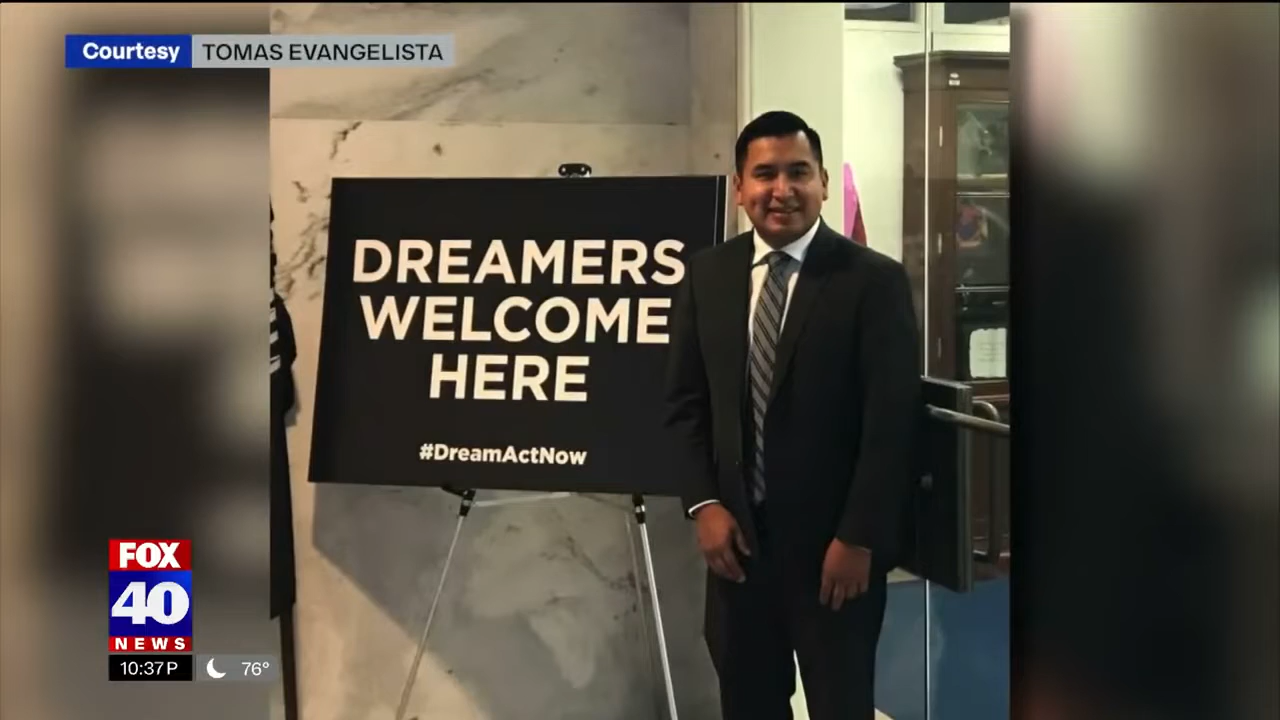 Courtesy TOMAS EVANGELISTA
DREAMERS
WELCOME
HERE
#DreamActNow
FOX
40
NEWS
10:37P 76°